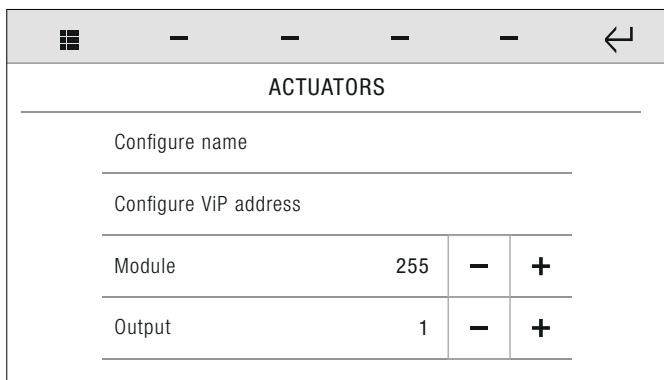 ACTUATORS
Configure name
Configure ViP address
Module 255 − +
Output 1 − +